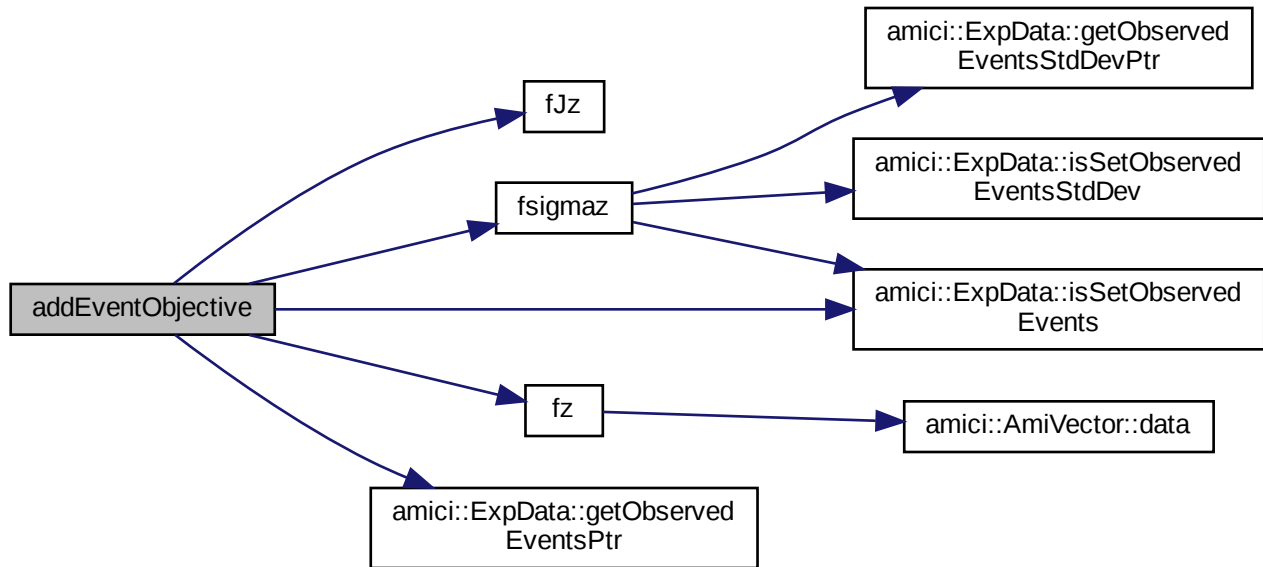 amici::ExpData::getObserved
EventsStdDevPtr
fJz
amici::ExpData::isSetObserved
EventsStdDev
fsigmaz
addEventObjective
amici::ExpData::isSetObserved
Events
fz
amici::AmiVector::data
amici::ExpData::getObserved
EventsPtr